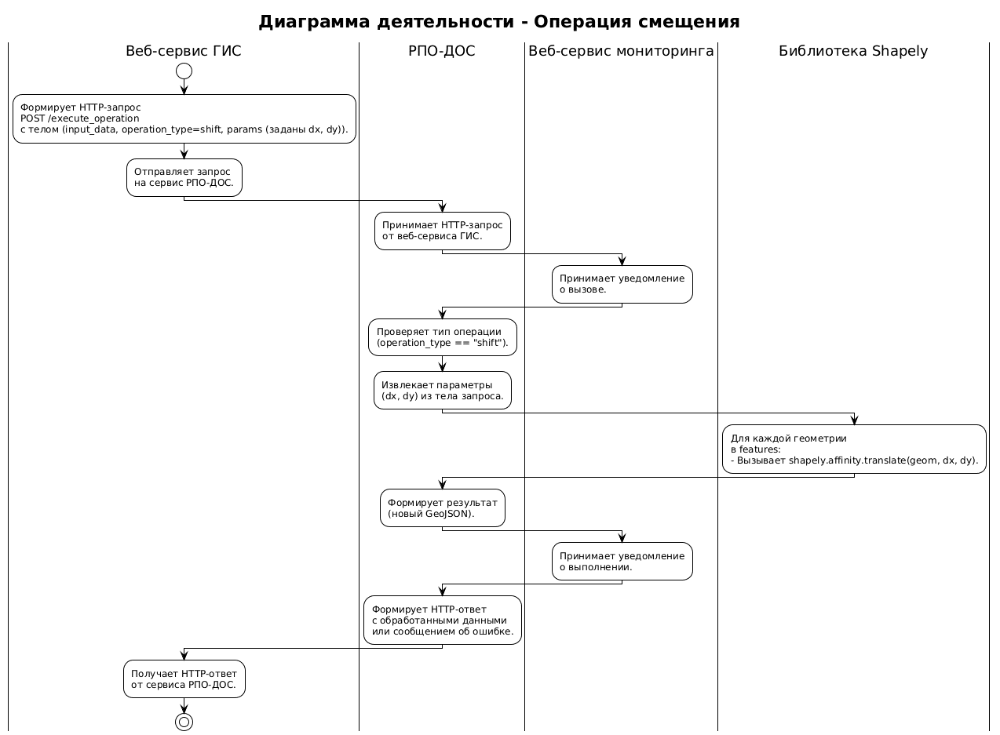 Диаграмма деятельности - Операция смещения
Веб-сервис ГИС
РПО-ДОС
Веб-сервис мониторинга
Библиотека Shapely
Формирует HTTP-запрос
POST /execute_operation
с телом (input_data, operation_type=shift, params (заданы dx, dy)).
Отправляет запрос
на сервис РПО-ДОС.
Принимает HTTP-запрос
от веб-сервиса ГИС.
Принимает уведомление
о вызове.
Проверяет тип операции
(operation_type == "shift").
Извлекает параметры
(dx, dy) из тела запроса.
Для каждой геометрии
в features:
- Вызывает shapely.affinity.translate(geom, dx, dy).
Формирует результат
(новый GeoJSON).
Принимает уведомление
о выполнении.
Формирует HTTP-ответ
с обработанными данными
или сообщением об ошибке.
Получает HTTP-ответ
от сервиса РПО-ДОС.